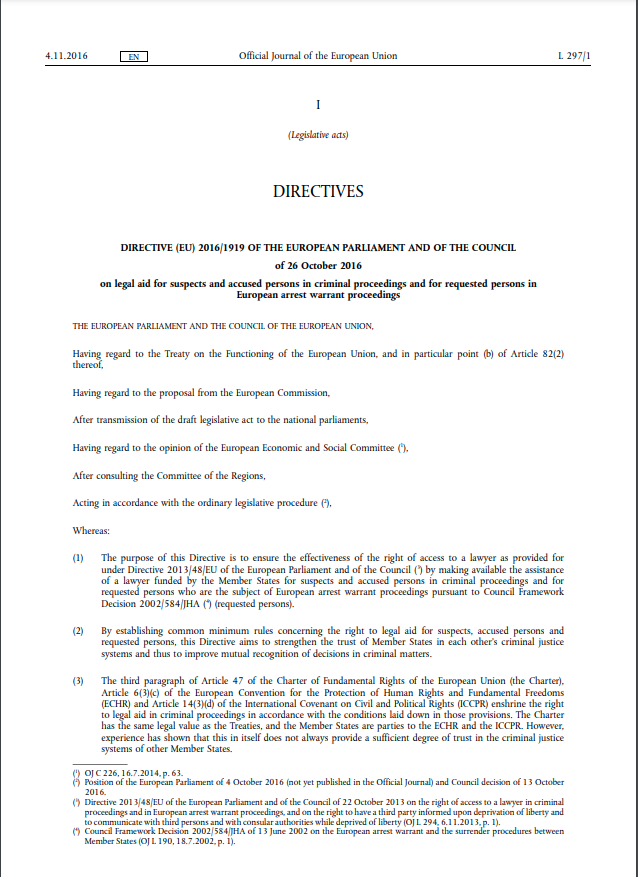 4.11.2016 EN Official Journal of the European Union L 297/1
I
(Legislative acts)
DIRECTIVES
DIRECTIVE (EU) 2016/1919 OF THE EUROPEAN PARLIAMENT AND OF THE COUNCIL
of 26 October 2016
on legal aid for suspects and accused persons in criminal proceedings and for requested persons in
European arrest warrant proceedings
THE EUROPEAN PARLIAMENT AND THE COUNCIL OF THE EUROPEAN UNION,
Having regard to the Treaty on the Functioning of the European Union, and in particular point (b) of Article 82(2)
thereof,
Having regard to the proposal from the European Commission,
After transmission of the draft legislative act to the national parliaments,
Having regard to the opinion of the European Economic and Social Committee (¹),
After consulting the Committee of the Regions,
Acting in accordance with the ordinary legislative procedure (²),
Whereas:
(1) The purpose of this Directive is to ensure the effectiveness of the right of access to a lawyer as provided for
under Directive 2013/48/EU of the European Parliament and of the Council (³) by making available the assistance
of a lawyer funded by the Member States for suspects and accused persons in criminal proceedings and for
requested persons who are the subject of European arrest warrant proceedings pursuant to Council Framework
Decision 2002/584/JHA (⁴) (requested persons).
(2) By establishing common minimum rules concerning the right to legal aid for suspects, accused persons and
requested persons, this Directive aims to strengthen the trust of Member States in each other's criminal justice
systems and thus to improve mutual recognition of decisions in criminal matters.
(3) The third paragraph of Article 47 of the Charter of Fundamental Rights of the European Union (the Charter),
Article 6(3)(c) of the European Convention for the Protection of Human Rights and Fundamental Freedoms
(ECHR) and Article 14(3)(d) of the International Covenant on Civil and Political Rights (ICCPR) enshrine the right
to legal aid in criminal proceedings in accordance with the conditions laid down in those provisions. The Charter
has the same legal value as the Treaties, and the Member States are parties to the ECHR and the ICCPR. However,
experience has shown that this in itself does not always provide a sufficient degree of trust in the criminal justice
systems of other Member States.
(¹) OJ C 226, 16.7.2014, p. 63.
(²) Position of the European Parliament of 4 October 2016 (not yet published in the Official Journal) and Council decision of 13 October
2016.
(³) Directive 2013/48/EU of the European Parliament and of the Council of 22 October 2013 on the right of access to a lawyer in criminal
proceedings and in European arrest warrant proceedings, and on the right to have a third party informed upon deprivation of liberty and
to communicate with third persons and with consular authorities while deprived of liberty (OJ L 294, 6.11.2013, p. 1).
(⁴) Council Framework Decision 2002/584/JHA of 13 June 2002 on the European arrest warrant and the surrender procedures between
Member States (OJ L 190, 18.7.2002, p. 1).